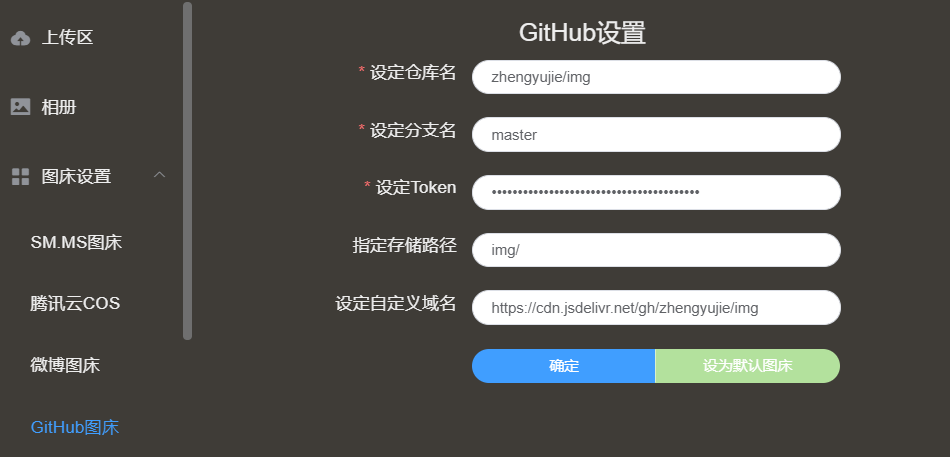 上传区
相册
图床设置
SM.MS图床
腾讯云COS
微博图床
GitHub图床
GitHub设置
* 设定仓库名 zhengyujie/img
* 设定分支名 master
* 设定Token ••••••••••••••••••••••••••••••••••••••••
指定存储路径 img/
设定自定义域名 https://cdn.jsdelivr.net/gh/zhengyujie/img
确定 设为默认图床